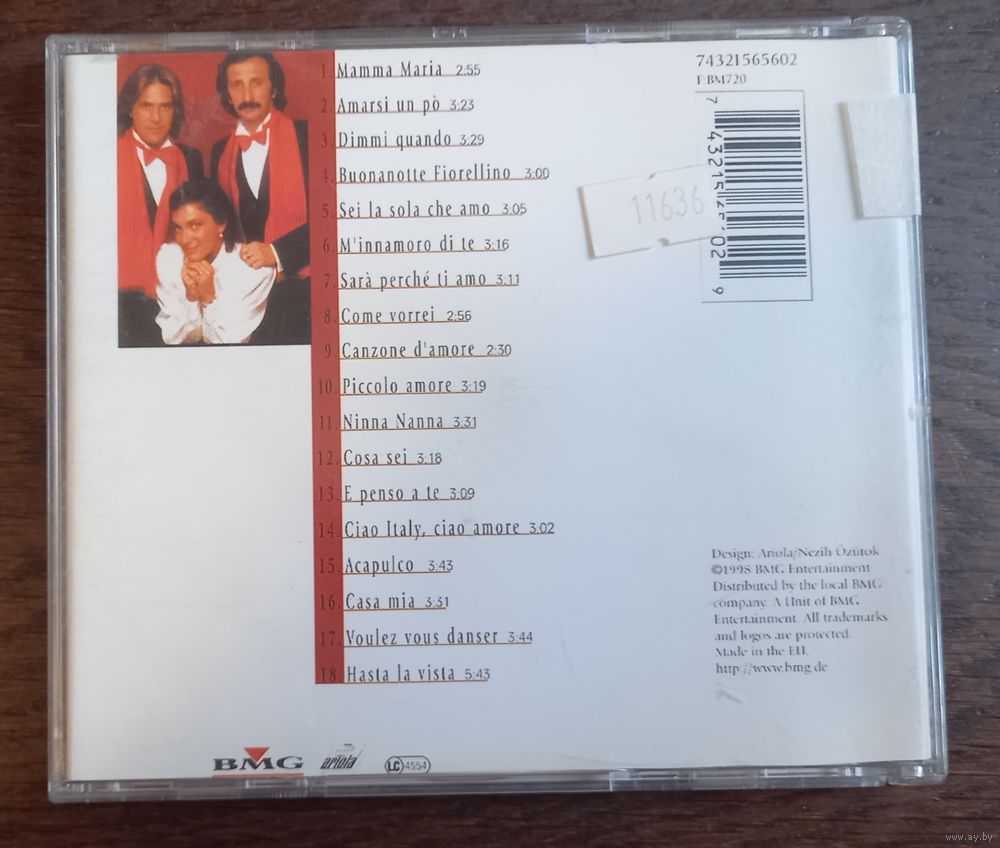 1. Mamma Maria 2:55
2. Amarsi un pò 3:23
3. Dimmi quando 3:29
4. Buonanotte Fiorellino 3:00
5. Sei la sola che amo 3:05
6. M'innamoro di te 3:16
7. Sarà perché ti amo 3:11
8. Come vorrei 2:56
9. Canzone d'amore 2:30
10. Piccolo amore 3:19
11. Ninna Nanna 3:31
12. Cosa sei 3:18
13. E penso a te 3:09
14. Ciao Italy, ciao amore 3:02
15. Acapulco 3:43
16. Casa mia 3:31
17. Voulez vous danser 3:44
18. Hasta la vista 5:43
74321565602
F:BM720
11636
Design: Ariola/Nezih Özütok
©1998 BMG Entertainment
Distributed by the local BMG
company. A Unit of BMG
Entertainment. All trademarks
and logos are protected.
Made in the EU.
http://www.bmg.de
BMG
ariola
LC 4554
www.ay.by